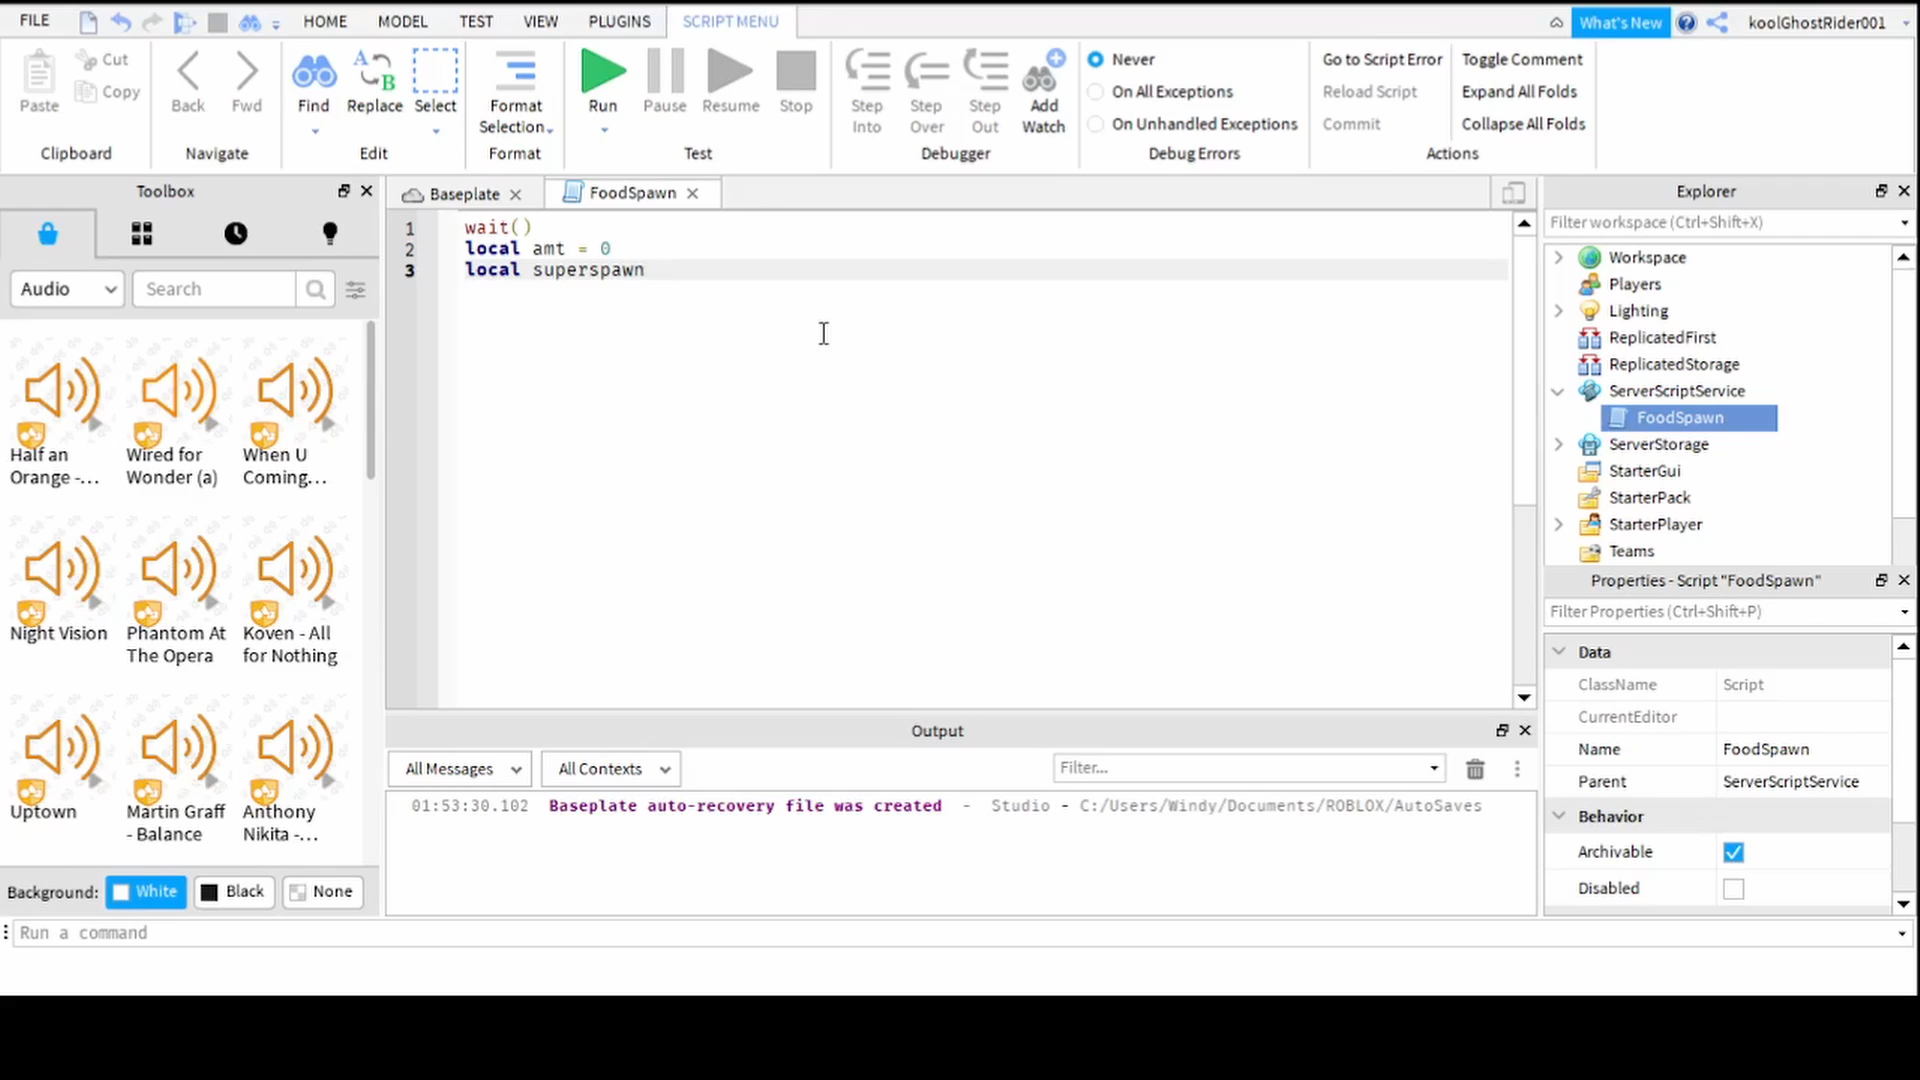 FILE
HOME
MODEL
TEST
VIEW
PLUGINS
SCRIPT MENU
What's New
koolGhostRider001
Paste
Cut
Copy
Clipboard
Back
Fwd
Navigate
Find
Replace
Select
Edit
Format
Selection
Format
Run
Pause
Resume
Stop
Test
Step
Into
Step
Over
Step
Out
Add
Watch
Debugger
Never
On All Exceptions
On Unhandled Exceptions
Debug Errors
Go to Script Error
Reload Script
Commit
Toggle Comment
Expand All Folds
Collapse All Folds
Actions
Toolbox
Audio
Search
Half an
Orange -...
Wired for
Wonder (a)
When U
Coming...
Night Vision
Phantom At
The Opera
Koven - All
for Nothing
Uptown
Martin Graff
- Balance
Anthony
Nikita -...
Background:
White
Black
None
Baseplate
FoodSpawn
1 wait()
2 local amt = 0
3 local superspawn
Output
All Messages
All Contexts
Filter...
01:53:30.102 Baseplate auto-recovery file was created - Studio - C:/Users/Windy/Documents/ROBLOX/AutoSaves
Explorer
Filter workspace (Ctrl+Shift+X)
Workspace
Players
Lighting
ReplicatedFirst
ReplicatedStorage
ServerScriptService
FoodSpawn
ServerStorage
StarterGui
StarterPack
StarterPlayer
Teams
Properties - Script "FoodSpawn"
Filter Properties (Ctrl+Shift+P)
Data
ClassName Script
CurrentEditor
Name FoodSpawn
Parent ServerScriptService
Behavior
Archivable
Disabled
Run a command